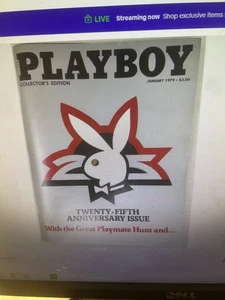 LIVE Streaming now Shop exclusive items
PLAYBOY
COLLECTOR'S EDITION
JANUARY 1979 • $3.00
TWENTY-FIFTH
ANNIVERSARY ISSUE
With the Great Playmate Hunt and...